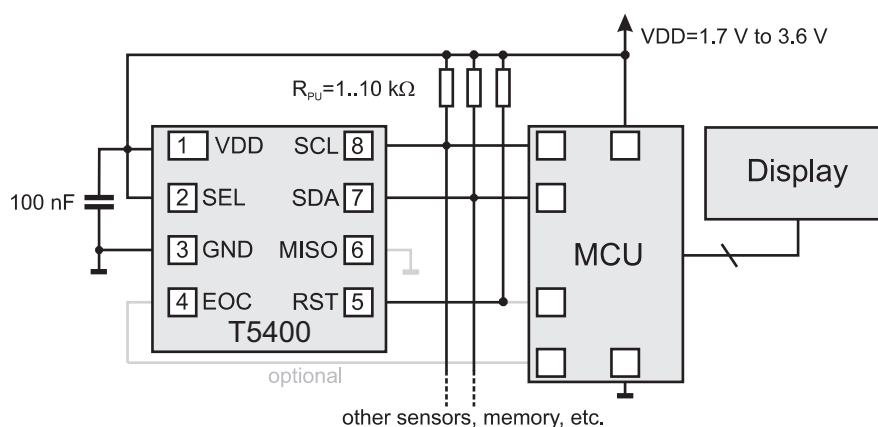 VDD=1.7 V to 3.6 V
RPU=1..10 kΩ
1 VDD SCL 8
100 nF
2 SEL SDA 7
3 GND MISO 6
4 EOC RST 5
T5400
MCU
Display
optional
other sensors, memory, etc.